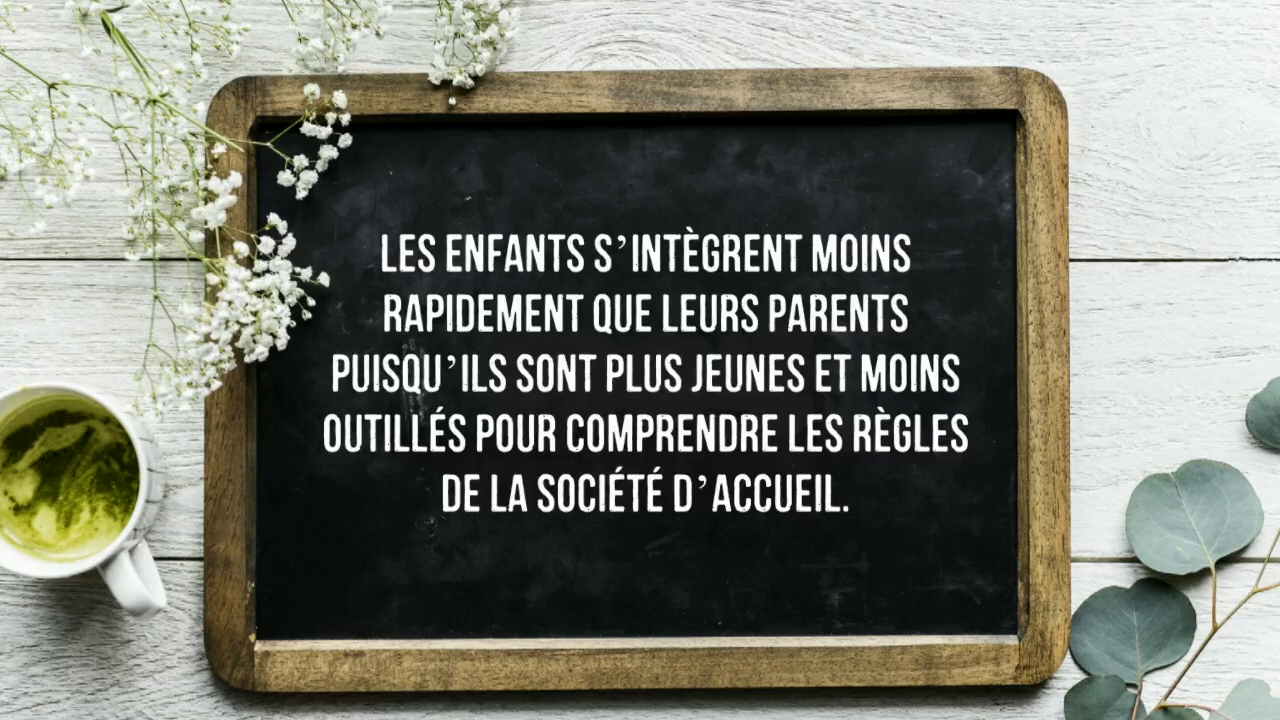 LES ENFANTS S’INTÈGRENT MOINS
RAPIDEMENT QUE LEURS PARENTS
PUISQU’ILS SONT PLUS JEUNES ET MOINS
OUTILLÉS POUR COMPRENDRE LES RÈGLES
DE LA SOCIÉTÉ D’ACCUEIL.